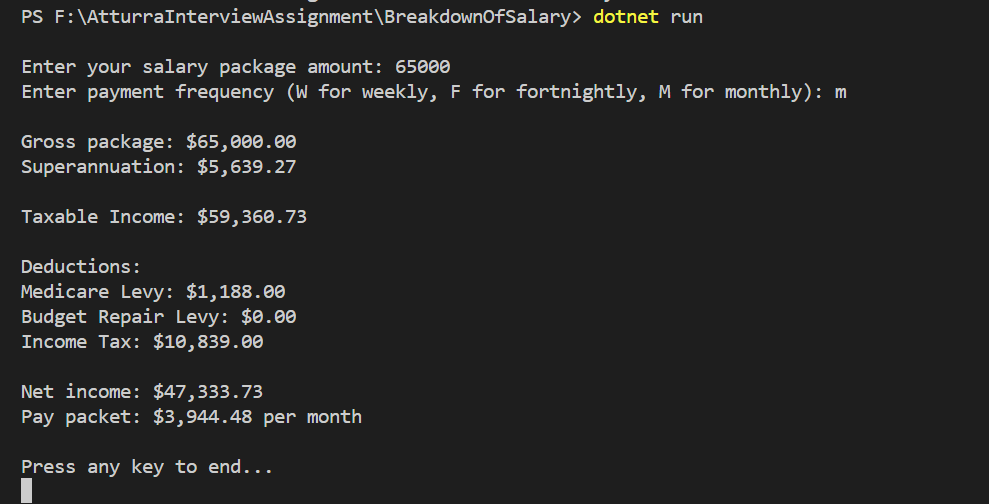 PS F:\AtturraInterviewAssignment\BreakdownOfSalary> dotnet run
Enter your salary package amount: 65000
Enter payment frequency (W for weekly, F for fortnightly, M for monthly): m
Gross package: $65,000.00
Superannuation: $5,639.27
Taxable Income: $59,360.73
Deductions:
Medicare Levy: $1,188.00
Budget Repair Levy: $0.00
Income Tax: $10,839.00
Net income: $47,333.73
Pay packet: $3,944.48 per month
Press any key to end...